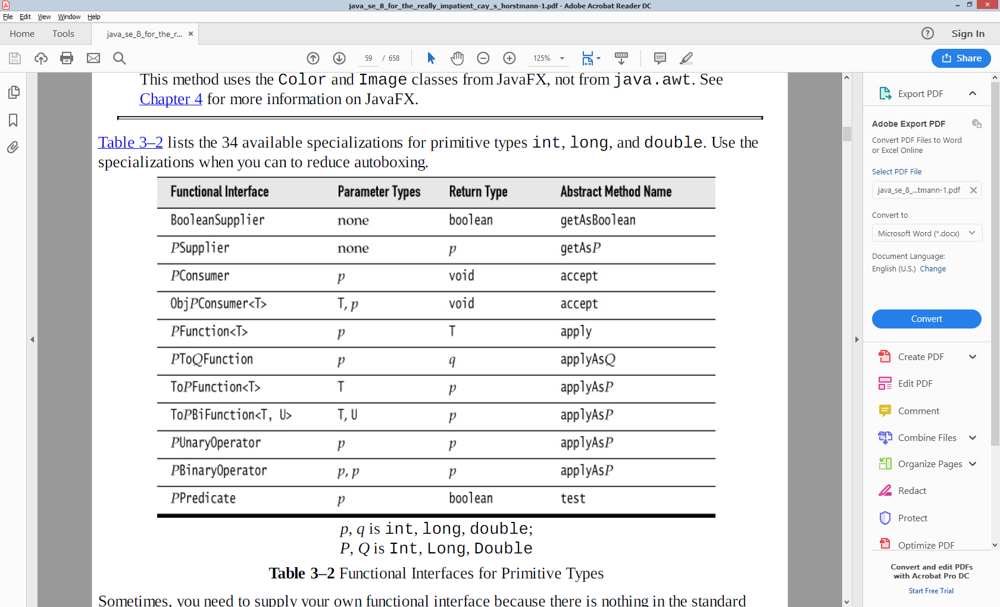 java_se_8_for_the_really_impatient_cay_s_horstmann-1.pdf - Adobe Acrobat Reader DC
File Edit View Window Help
Home Tools java_se_8_for_the_r... × ? Sign In
59 / 658 125% Share
This method uses the Color and Image classes from JavaFX, not from java.awt. See
Chapter 4 for more information on JavaFX.
Table 3–2 lists the 34 available specializations for primitive types int, long, and double. Use the
specializations when you can to reduce autoboxing.
Functional Interface Parameter Types Return Type Abstract Method Name
BooleanSupplier none boolean getAsBoolean
PSupplier none p getAsP
PConsumer p void accept
ObjPConsumer<T> T, p void accept
PFunction<T> p T apply
PToQFunction p q applyAsQ
ToPFunction<T> T p applyAsP
ToPBiFunction<T, U> T, U p applyAsP
PUnaryOperator p p applyAsP
PBinaryOperator p, p p applyAsP
PPredicate p boolean test
p, q is int, long, double;
P, Q is Int, Long, Double
Table 3–2 Functional Interfaces for Primitive Types
Sometimes, you need to supply your own functional interface because there is nothing in the standard
Export PDF
Adobe Export PDF
Convert PDF Files to Word
or Excel Online
Select PDF File
java_se_8_...tmann-1.pdf
Convert to
Microsoft Word (*.docx)
Document Language:
English (U.S.) Change
Convert
Create PDF
Edit PDF
Comment
Combine Files
Organize Pages
Redact
Protect
Optimize PDF
Convert and edit PDFs
with Acrobat Pro DC
Start Free Trial